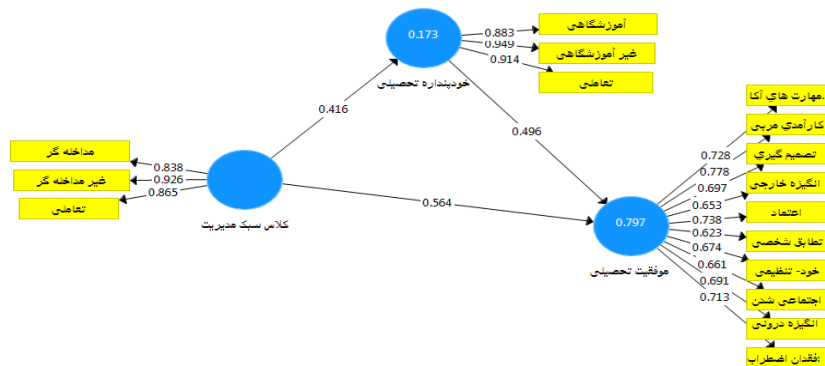 آموزشگاهی
غیر آموزشگاهی
تعاملی
0.883
0.949
0.914
0.173
خودپنداره تحصیلی
0.416
0.496
مداخله گر
غیر مداخله گر
تعاملی
0.838
0.926
0.865
کلاس سبک مدیریت
0.564
0.797
موفقیت تحصیلی
0.728
0.778
0.697
0.653
0.738
0.623
0.674
0.661
0.691
0.713
مهارت هاي آکا.
کارآمدي مربی
تصمیم گیري
انگیزه خارجی
اعتماد
تطابق شخصی
خود- تنظیمی
اجتماعی شدن
انگیزه درونی
فقدان اضطراب: